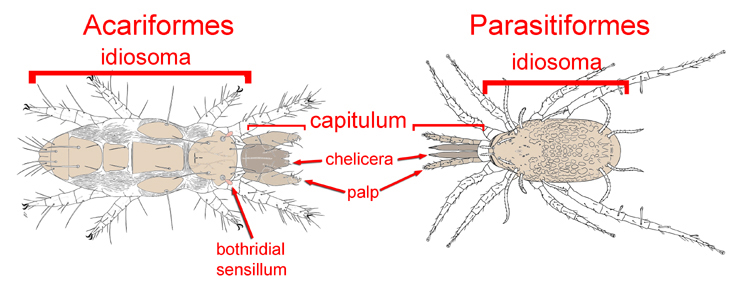 Acariformes
Parasitiformes
idiosoma
idiosoma
capitulum
chelicera
palp
bothridial
sensillum